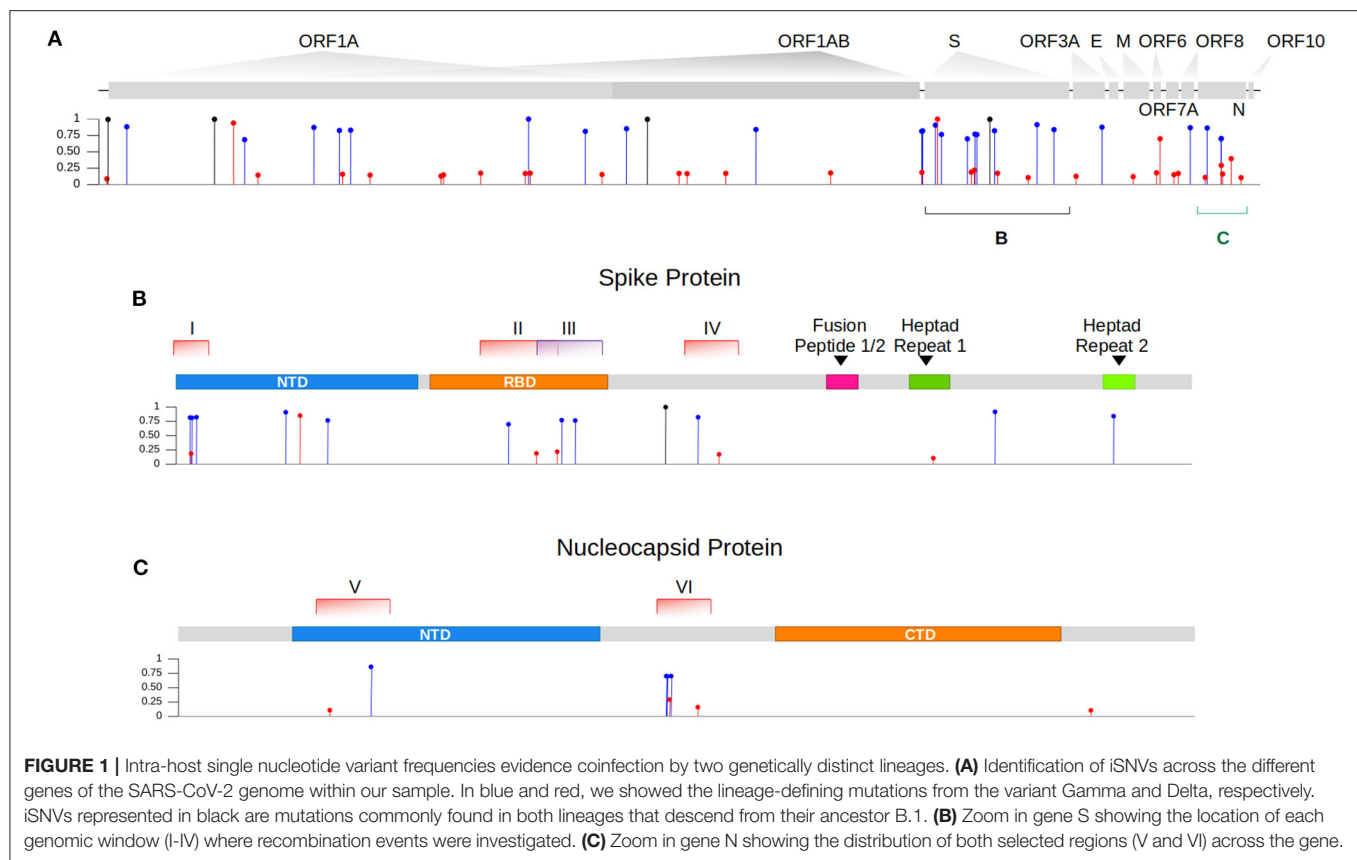 A
ORF1A
ORF1AB
S
ORF3A
E
M
ORF6
ORF8
ORF10
ORF7A
N
1
0.75
0.5
0.25
0
B
C
Spike Protein
B
I
II
III
IV
Fusion
Peptide 1/2
Heptad
Repeat 1
Heptad
Repeat 2
NTD
RBD
1
0.75
0.5
0.25
0
Nucleocapsid Protein
C
V
VI
NTD
CTD
1
0.75
0.5
0.25
0
FIGURE 1 | Intra-host single nucleotide variant frequencies evidence coinfection by two genetically distinct lineages. (A) Identification of iSNVs across the different
genes of the SARS-CoV-2 genome within our sample. In blue and red, we showed the lineage-defining mutations from the variant Gamma and Delta, respectively.
iSNVs represented in black are mutations commonly found in both lineages that descend from their ancestor B.1. (B) Zoom in gene S showing the location of each
genomic window (I-IV) where recombination events were investigated. (C) Zoom in gene N showing the distribution of both selected regions (V and VI) across the gene.